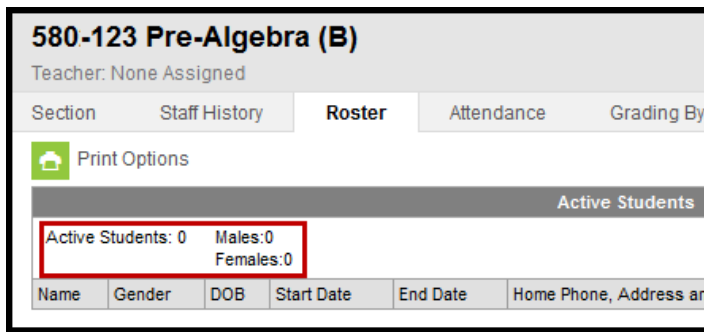 580-123 Pre-Algebra (B)
Teacher: None Assigned
Section Staff History Roster Attendance Grading By
Print Options
Active Students
Active Students: 0 Males:0
Females:0
Name Gender DOB Start Date End Date Home Phone, Address